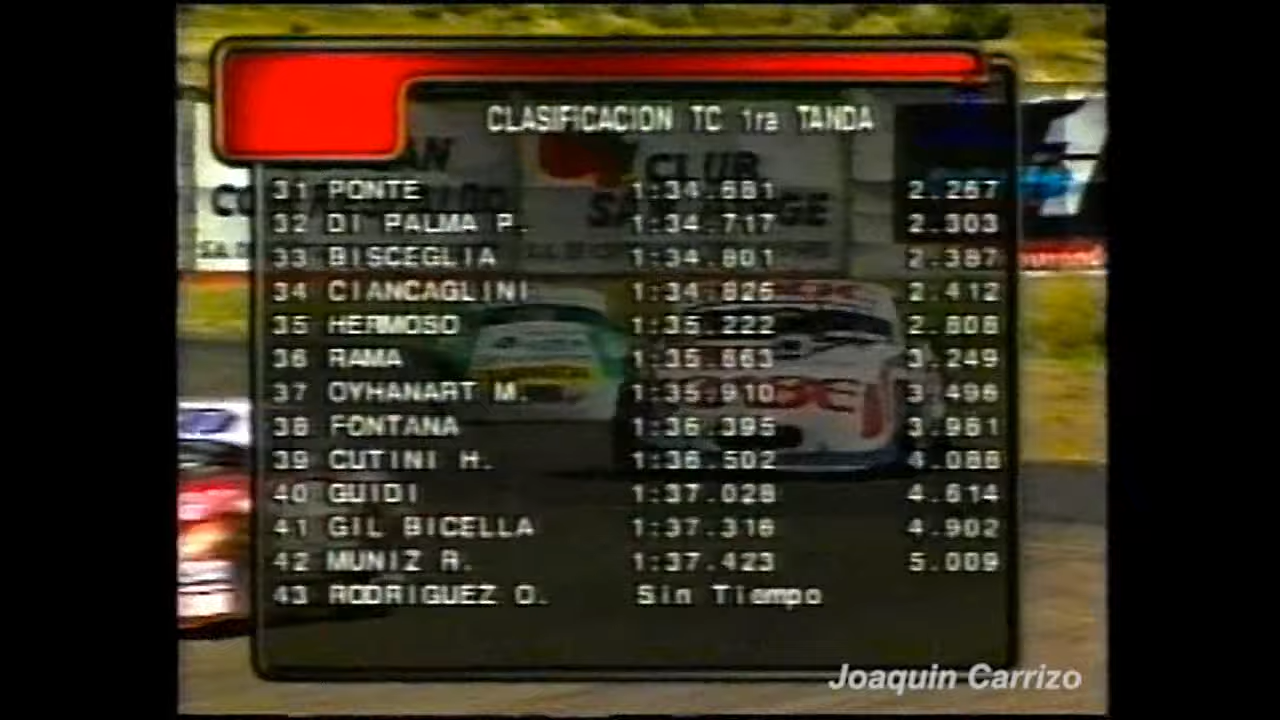 CLASIFICACION TC 1ra TANDA
31 PONTE 1:34.681 2.267
32 DI PALMA P. 1:34.717 2.303
33 BISCEGLIA 1:34.801 2.387
34 CIANCAGLINI 1:34.826 2.412
35 HERMOSO 1:35.222 2.808
36 RAMA 1:35.663 3.249
37 OYHANART M. 1:35.910 3.496
38 FONTANA 1:36.395 3.981
39 CUTINI H. 1:36.502 4.088
40 GUIDI 1:37.028 4.614
41 GIL BICELLA 1:37.316 4.902
42 MUNIZ R. 1:37.423 5.009
43 RODRIGUEZ O. Sin Tiempo
CLUB
Joaquin Carrizo